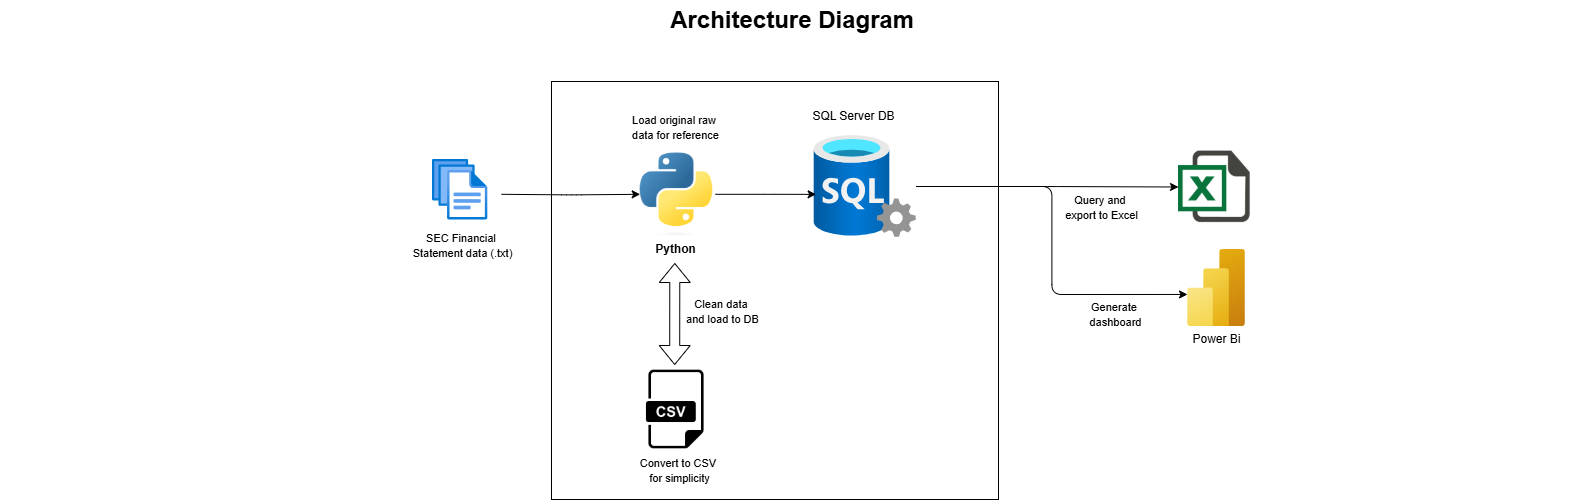 Architecture Diagram
Load original raw
data for reference
SQL Server DB
SQL
SEC Financial
Statement data (.txt)
Python
Query and
export to Excel
X
Clean data
and load to DB
Generate
dashboard
Power Bi
CSV
Convert to CSV
for simplicity